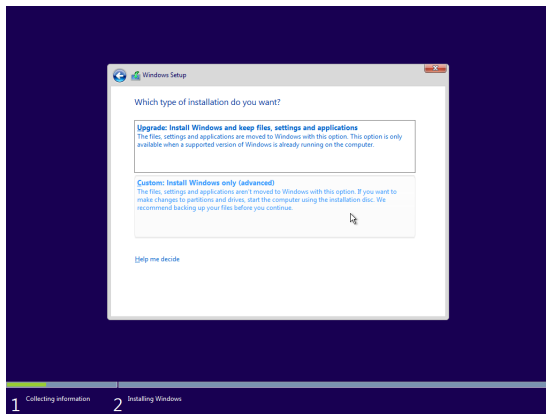 Windows Setup
Which type of installation do you want?
Upgrade: Install Windows and keep files, settings and applications
The files, settings and applications are moved to Windows with this option. This option is only
available when a supported version of Windows is already running on the computer.
Custom: Install Windows only (advanced)
The files, settings and applications aren't moved to Windows with this option. If you want to
make changes to partitions and drives, start the computer using the installation disc. We
recommend backing up your files before you continue.
Help me decide
1 Collecting information 2 Installing Windows